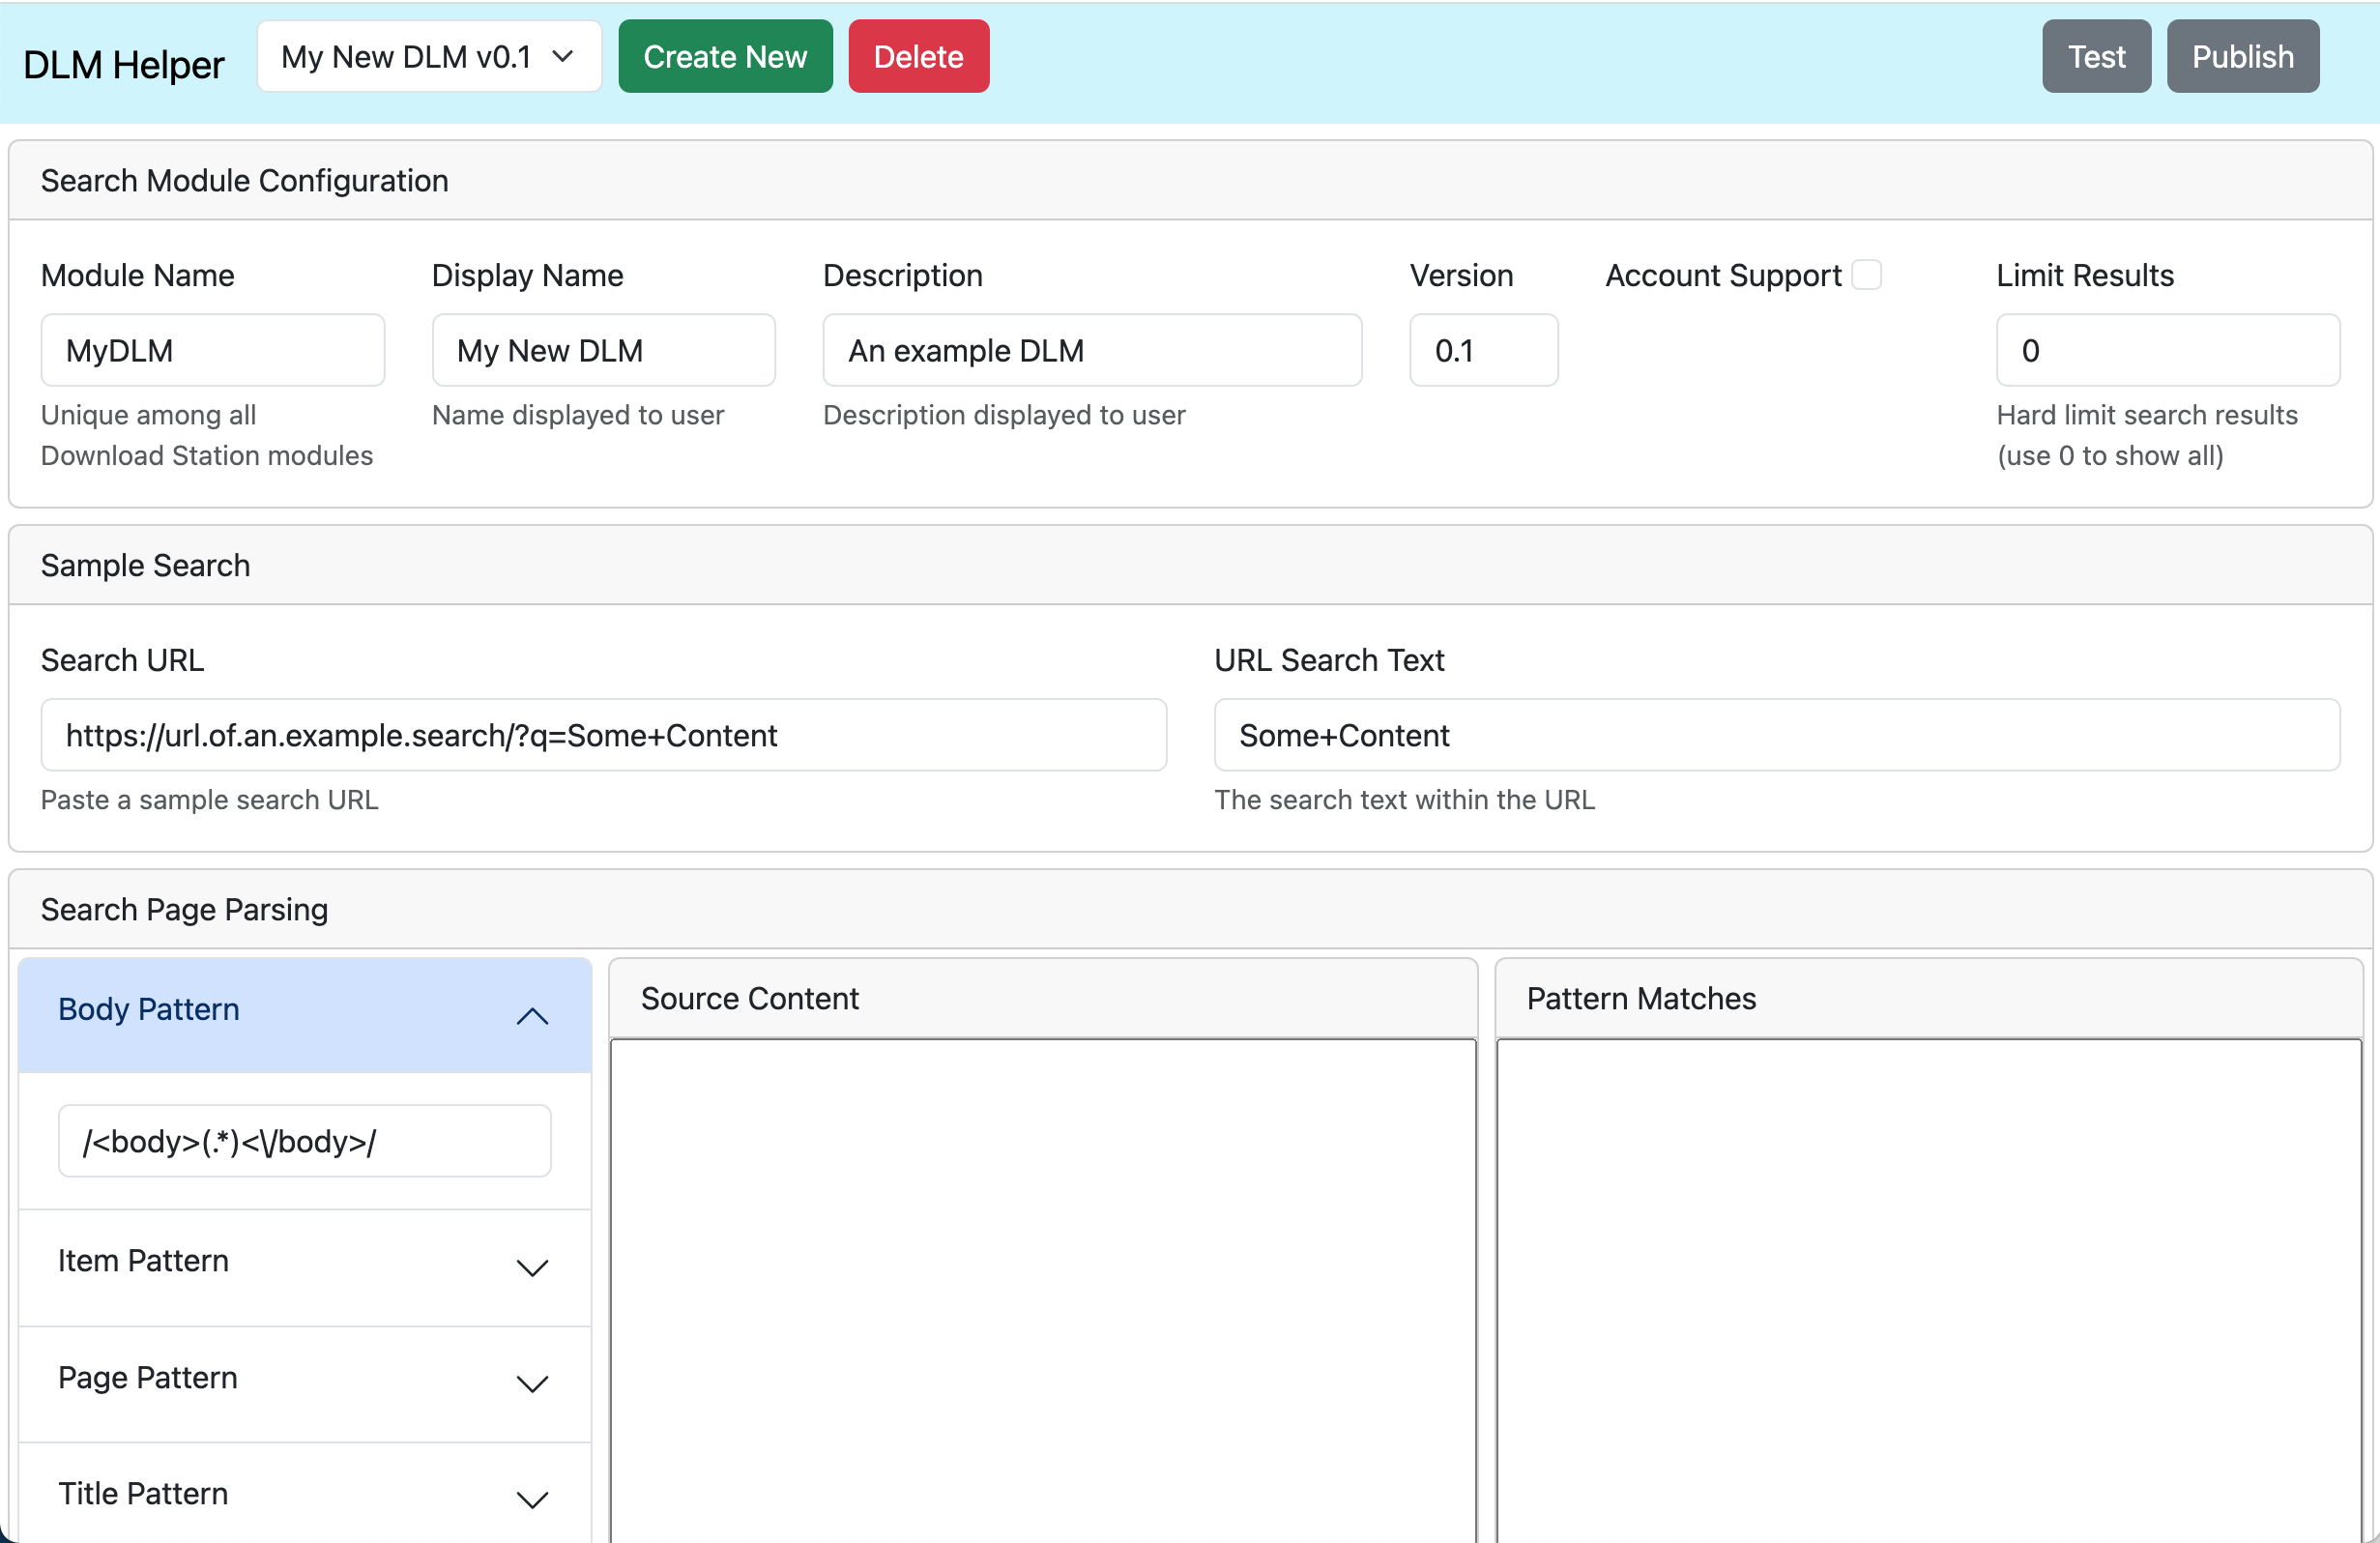 DLM Helper
My New DLM v0.1
Create New
Delete
Test
Publish
Search Module Configuration
Module Name
MyDLM
Unique among all
Download Station modules
Display Name
My New DLM
Name displayed to user
Description
An example DLM
Description displayed to user
Version
0.1
Account Support
Limit Results
0
Hard limit search results
(use 0 to show all)
Sample Search
Search URL
https://url.of.an.example.search/?q=Some+Content
Paste a sample search URL
URL Search Text
Some+Content
The search text within the URL
Search Page Parsing
Body Pattern
/<body>(.*)<\/body>/
Item Pattern
Page Pattern
Title Pattern
Source Content
Pattern Matches